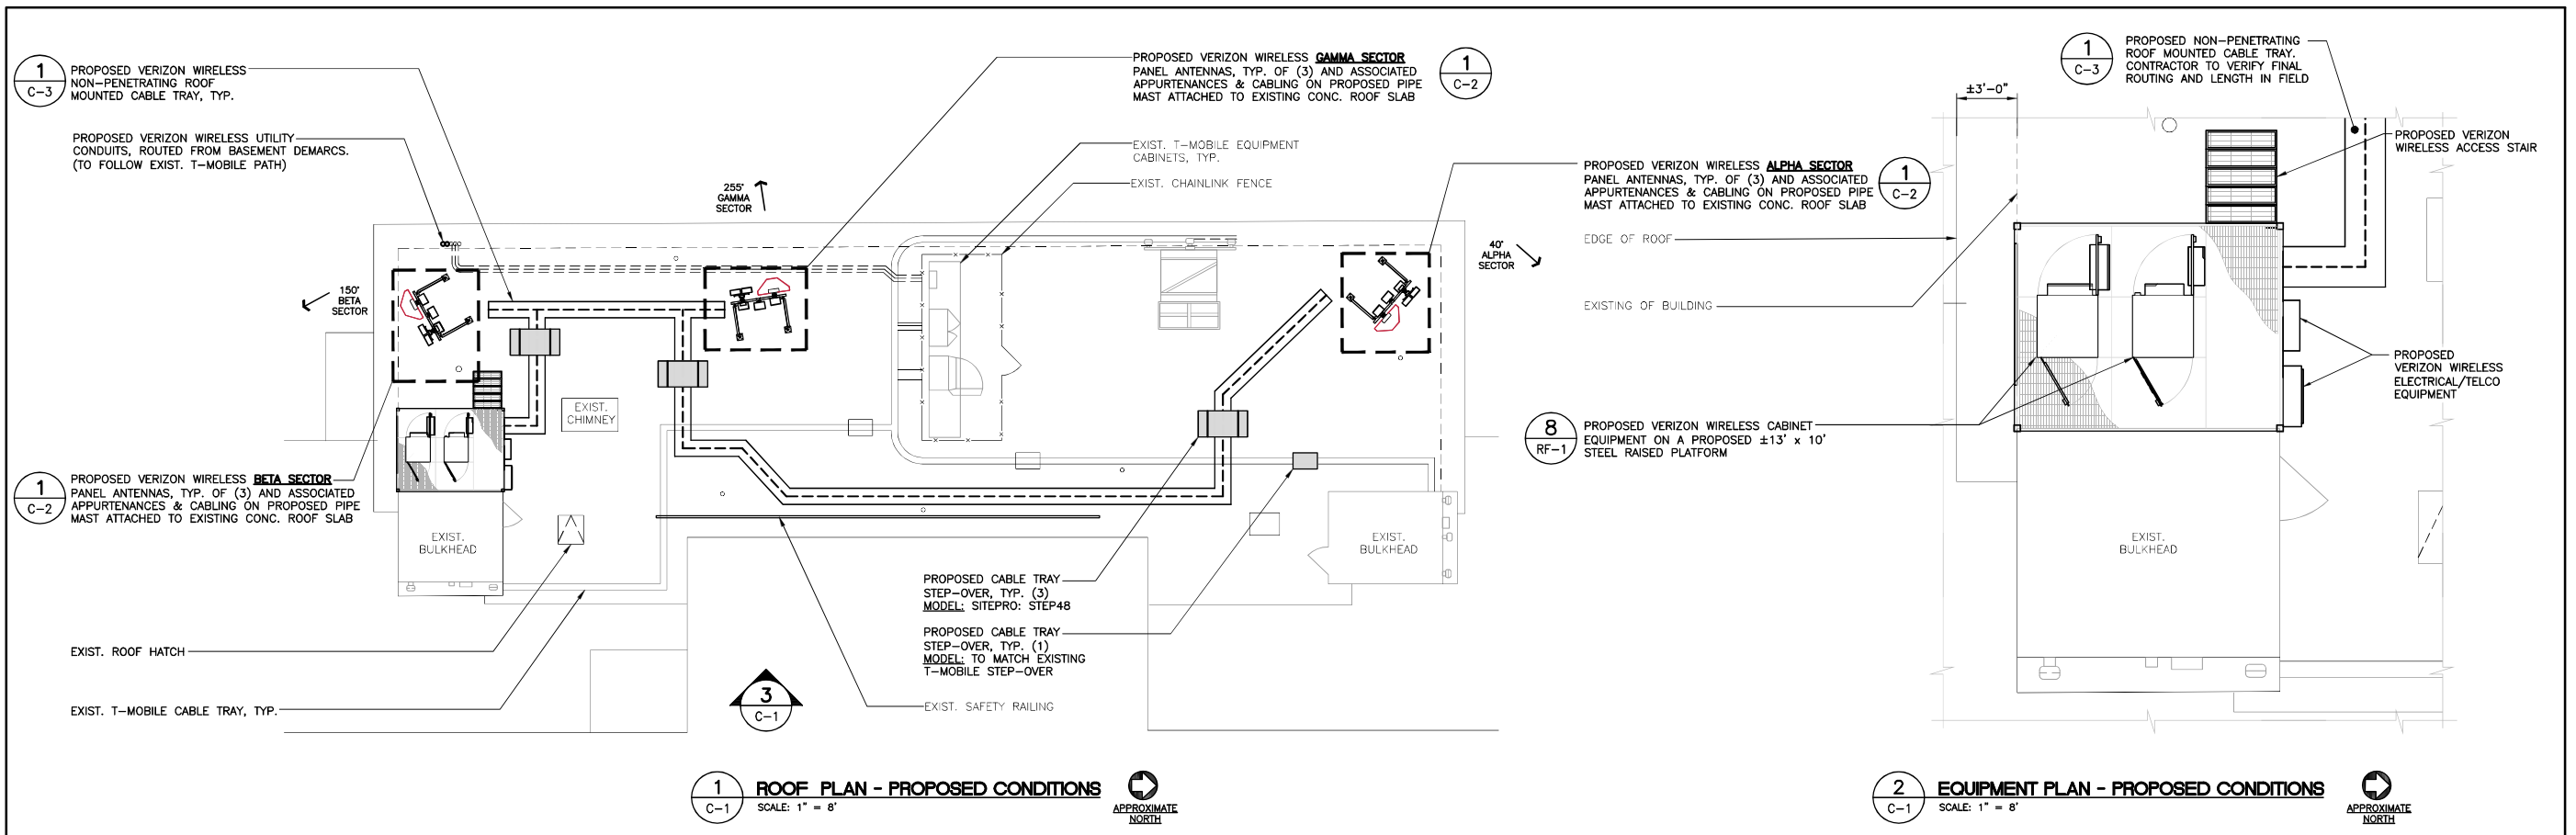 1
C-3
PROPOSED VERIZON WIRELESS
NON-PENETRATING ROOF
MOUNTED CABLE TRAY, TYP.
PROPOSED VERIZON WIRELESS UTILITY
CONDUITS, ROUTED FROM BASEMENT DEMARCS.
(TO FOLLOW EXIST. T-MOBILE PATH)
PROPOSED VERIZON WIRELESS GAMMA SECTOR
PANEL ANTENNAS, TYP. OF (3) AND ASSOCIATED
APPURTENANCES & CABLING ON PROPOSED PIPE
MAST ATTACHED TO EXISTING CONC. ROOF SLAB
1
C-2
EXIST. T-MOBILE EQUIPMENT
CABINETS, TYP.
EXIST. CHAINLINK FENCE
255°
GAMMA
SECTOR
PROPOSED VERIZON WIRELESS ALPHA SECTOR
PANEL ANTENNAS, TYP. OF (3) AND ASSOCIATED
APPURTENANCES & CABLING ON PROPOSED PIPE
MAST ATTACHED TO EXISTING CONC. ROOF SLAB
1
C-2
40°
ALPHA
SECTOR
150°
BETA
SECTOR
EXIST.
CHIMNEY
1
C-2
PROPOSED VERIZON WIRELESS BETA SECTOR
PANEL ANTENNAS, TYP. OF (3) AND ASSOCIATED
APPURTENANCES & CABLING ON PROPOSED PIPE
MAST ATTACHED TO EXISTING CONC. ROOF SLAB
EXIST.
BULKHEAD
EXIST.
BULKHEAD
PROPOSED CABLE TRAY
STEP-OVER, TYP. (3)
MODEL: SITEPRO: STEP48
PROPOSED CABLE TRAY
STEP-OVER, TYP. (1)
MODEL: TO MATCH EXISTING
T-MOBILE STEP-OVER
EXIST. ROOF HATCH
EXIST. T-MOBILE CABLE TRAY, TYP.
3
C-1
EXIST. SAFETY RAILING
1
C-1
ROOF PLAN - PROPOSED CONDITIONS
SCALE: 1" = 8'
APPROXIMATE
NORTH
1
C-3
PROPOSED NON-PENETRATING
ROOF MOUNTED CABLE TRAY.
CONTRACTOR TO VERIFY FINAL
ROUTING AND LENGTH IN FIELD
±3'-0"
PROPOSED VERIZON
WIRELESS ACCESS STAIR
EDGE OF ROOF
EXISTING OF BUILDING
PROPOSED
VERIZON WIRELESS
ELECTRICAL/TELCO
EQUIPMENT
8
RF-1
PROPOSED VERIZON WIRELESS CABINET
EQUIPMENT ON A PROPOSED ±13' x 10'
STEEL RAISED PLATFORM
EXIST.
BULKHEAD
2
C-1
EQUIPMENT PLAN - PROPOSED CONDITIONS
SCALE: 1" = 8'
APPROXIMATE
NORTH